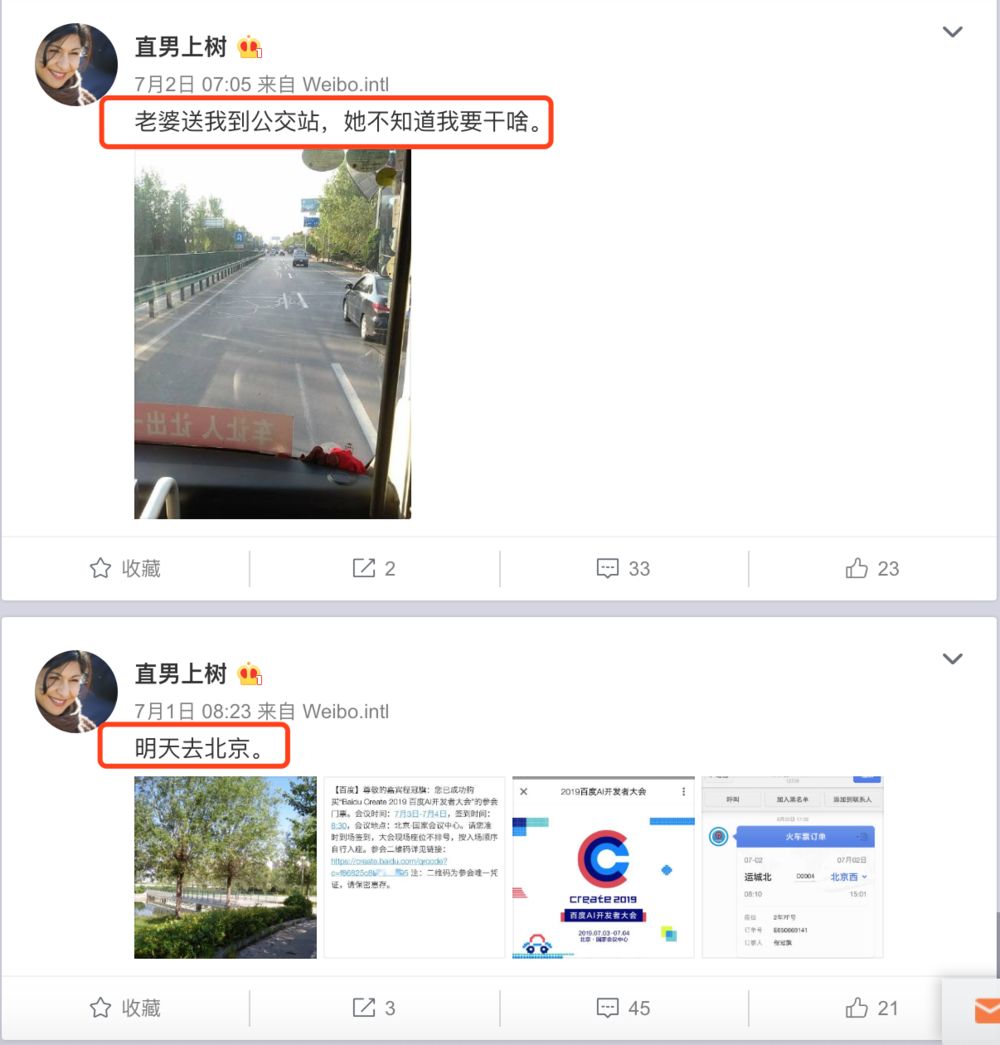 直男上树
7月2日 07:05 来自 Weibo.intl
老婆送我到公交站，她不知道我要干啥。
车让人 让出一
收藏
2
33
23
直男上树
7月1日 08:23 来自 Weibo.intl
明天去北京。
【百度】尊敬的嘉宾程冠旗：您已成功购
买“Baidu Create 2019 百度AI开发者大会”的参会
门票。会议时间：7月3日-7月4日，签到时间：
8:30，会议地点：北京·国家会议中心。请您准
时到场签到，大会现场座位不排号，按入场顺序
自行入座。参会二维码详见链接：
https://create.baidu.com/qrcode?
注：二维码为参会唯一凭
证，请保密惠存。
2019百度AI开发者大会
create 2019
百度AI开发者大会
2019.07.03-07.04
北京·国家会议中心
呼叫
加入黑名单
添加到联系人
火车票订单
07-02
07月02日
运城北
D2004
北京西
08:10
15:01
座位
2车7F号
订单号
订票人
程冠旗
收藏
3
45
21